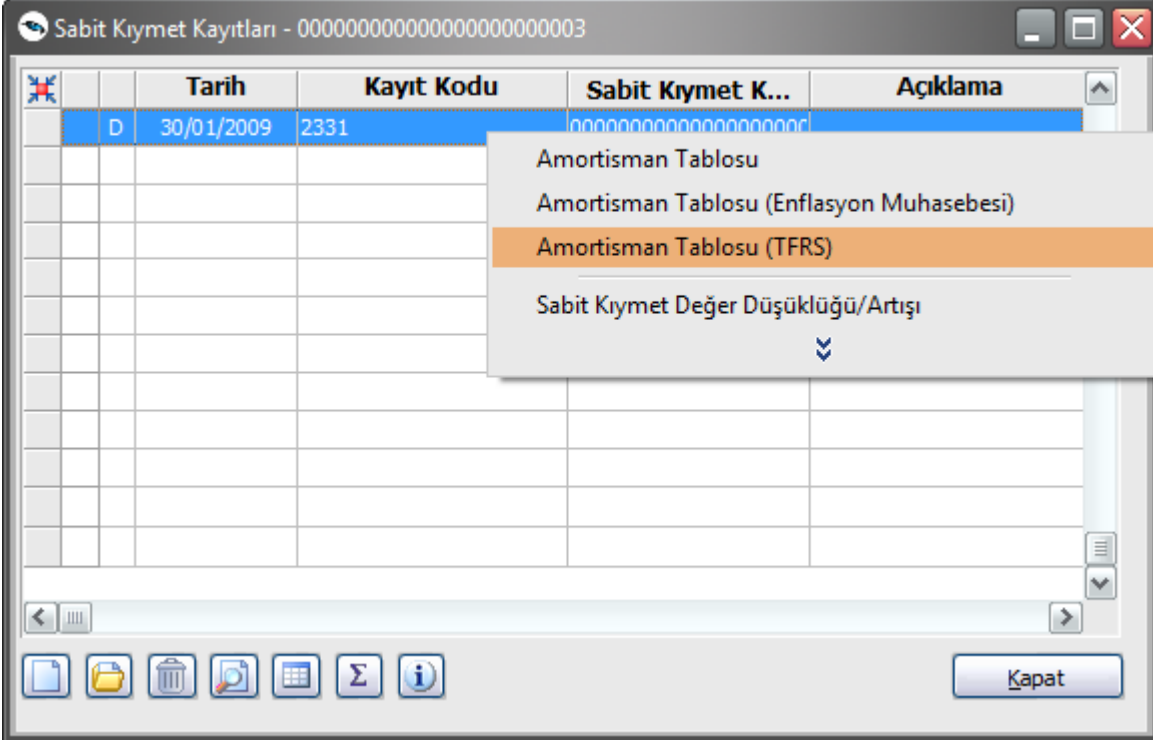 Sabit Kıymet Kayıtları - 000000000000000000000003
Tarih Kayıt Kodu Sabit Kıymet K... Açıklama
D 30/01/2009 2331
Amortisman Tablosu
Amortisman Tablosu (Enflasyon Muhasebesi)
Amortisman Tablosu (TFRS)
Sabit Kıymet Değer Düşüklüğü/Artışı
Σ i Kapat